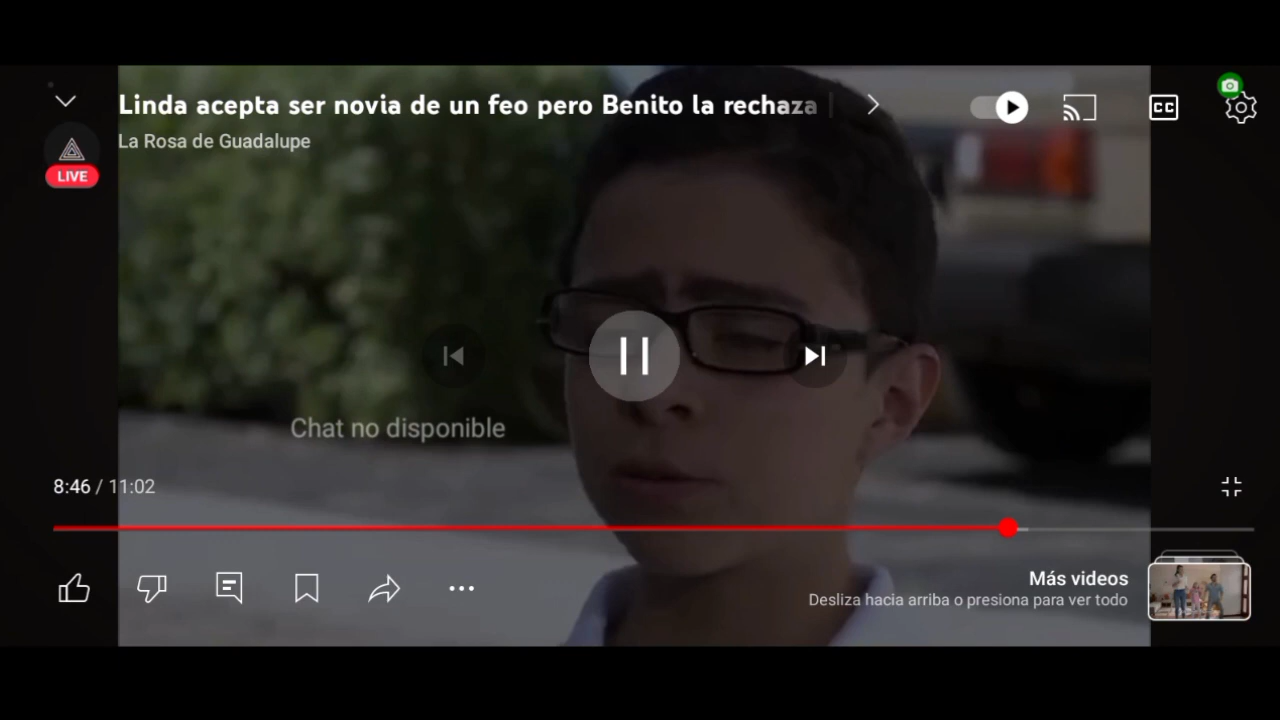 Linda acepta ser novia de un feo pero Benito la rechaza
La Rosa de Guadalupe
LIVE
CC
Chat no disponible
8:46 / 11:02
Más videos
Desliza hacia arriba o presiona para ver todo